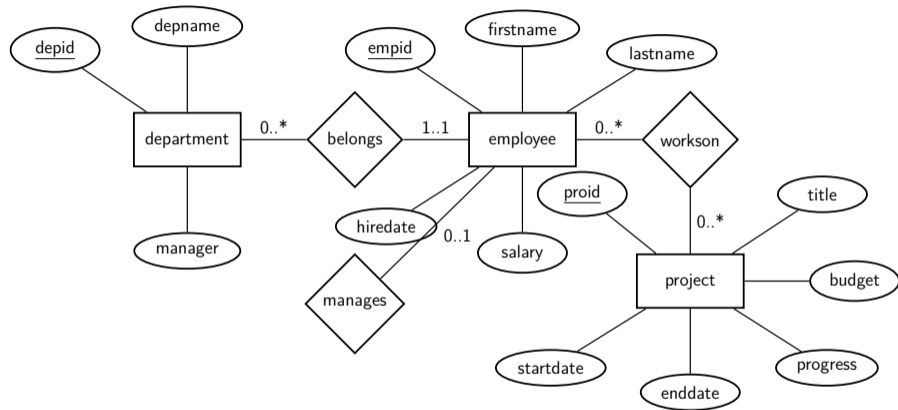 depname
firstname
depid
empid
lastname
department
0..*
belongs
1..1
employee
0..*
workson
proid
title
hiredate
0..1
0..*
manager
salary
project
budget
manages
startdate
progress
enddate